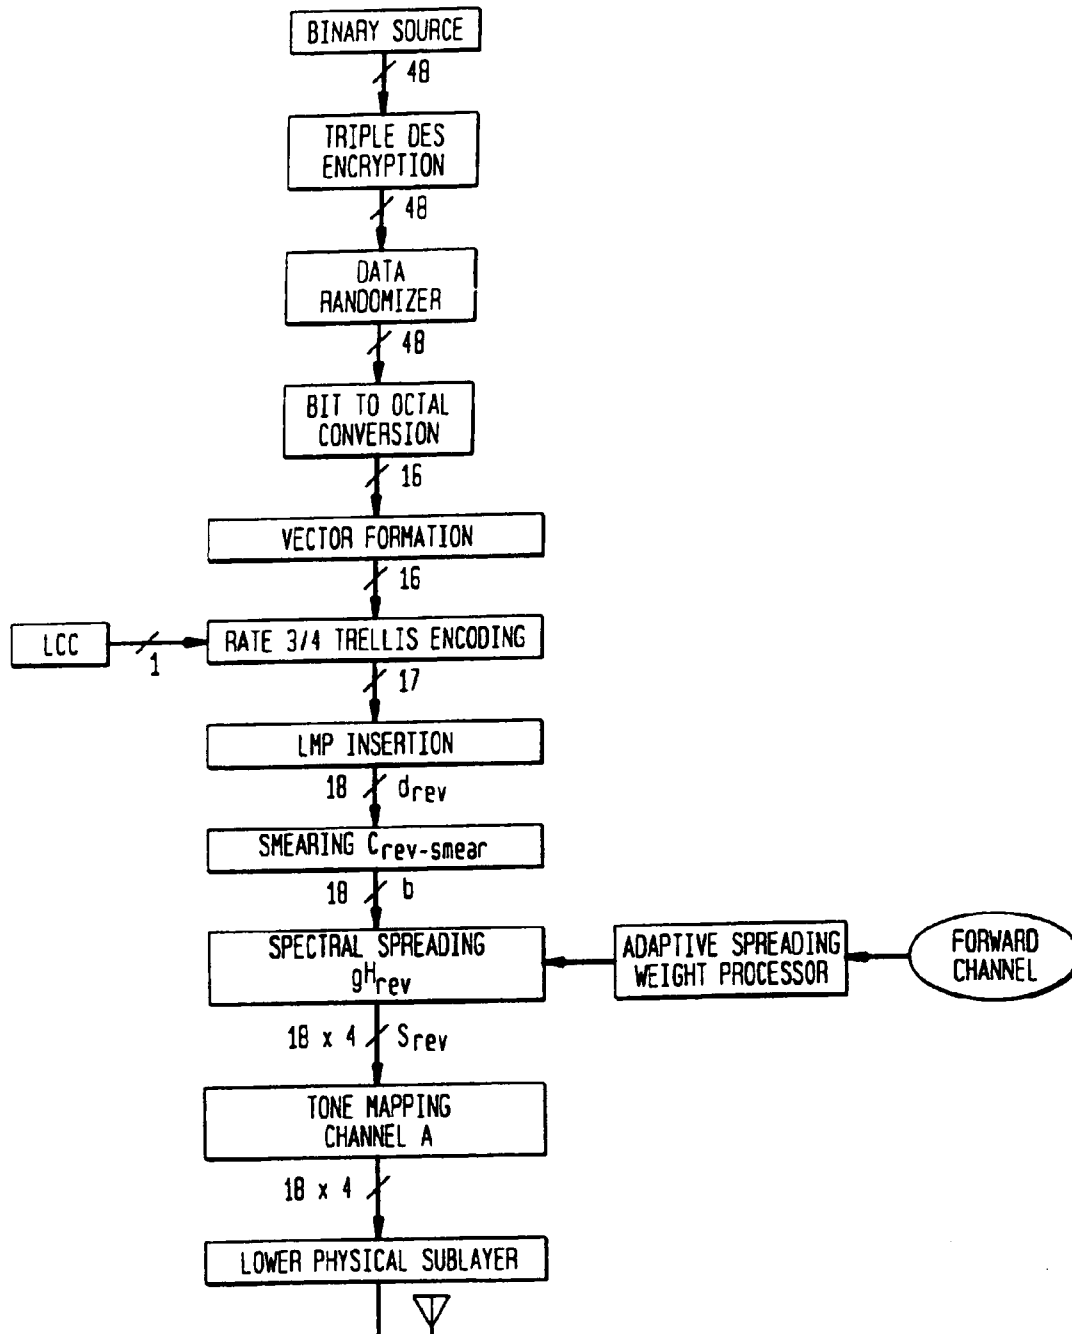 BINARY SOURCE
48
TRIPLE DES
ENCRYPTION
48
DATA
RANDOMIZER
48
BIT TO OCTAL
CONVERSION
16
VECTOR FORMATION
16
LCC
1
RATE 3/4 TRELLIS ENCODING
17
LMP INSERTION
18 drev
SMEARING Crev-smear
18 b
SPECTRAL SPREADING
gHrev
ADAPTIVE SPREADING
WEIGHT PROCESSOR
FORWARD
CHANNEL
18 x 4 Srev
TONE MAPPING
CHANNEL A
18 x 4
LOWER PHYSICAL SUBLAYER